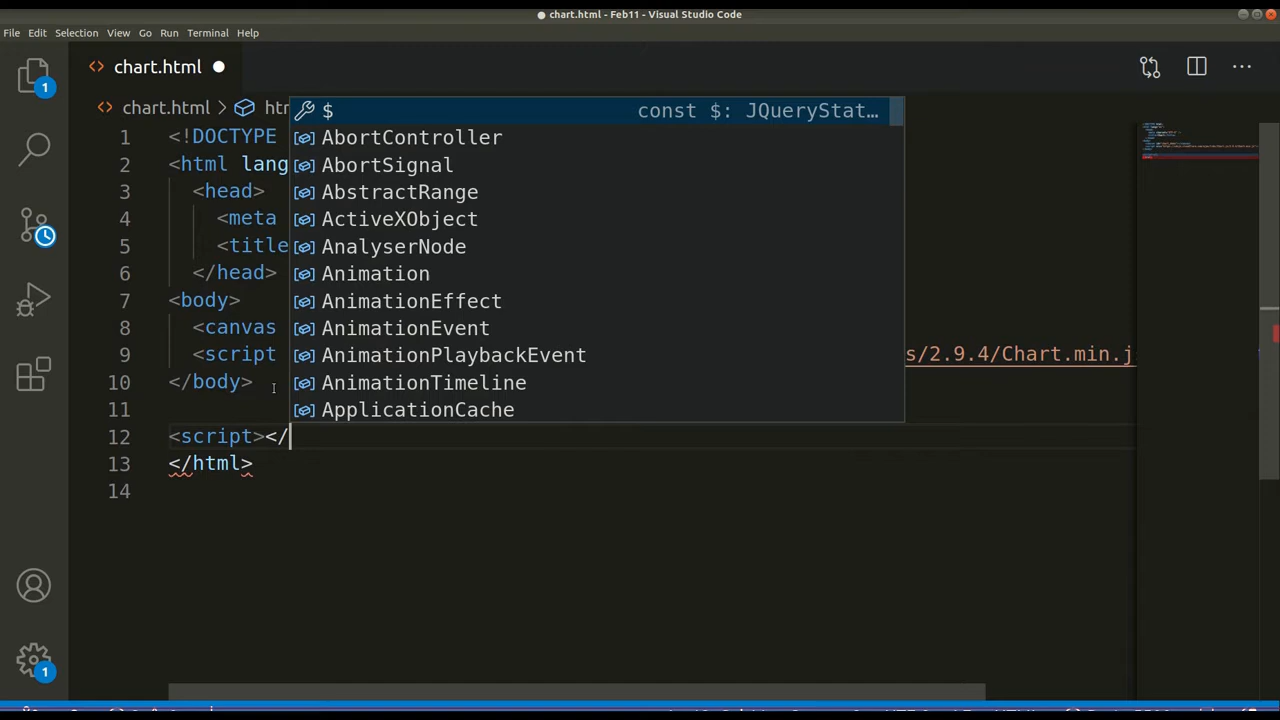 chart.html - Feb11 - Visual Studio Code
File Edit Selection View Go Run Terminal Help
chart.html
chart.html
$ const $: JQueryStat…
1 <!DOCTYPE
AbortController
2 <html lang
AbortSignal
3 <head>
AbstractRange
4 <meta
ActiveXObject
5 <title
AnalyserNode
6 </head>
Animation
7 <body>
AnimationEffect
8 <canvas
AnimationEvent
9 <script
AnimationPlaybackEvent
s/2.9.4/Chart.min.j
10 </body>
AnimationTimeline
11
ApplicationCache
12 <script></
13 </html>
14
1
1